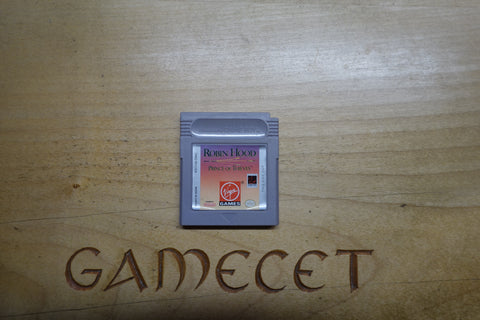 ROBIN HOOD
PRINCE OF THIEVES
Virgin
GAMES
GAMECET